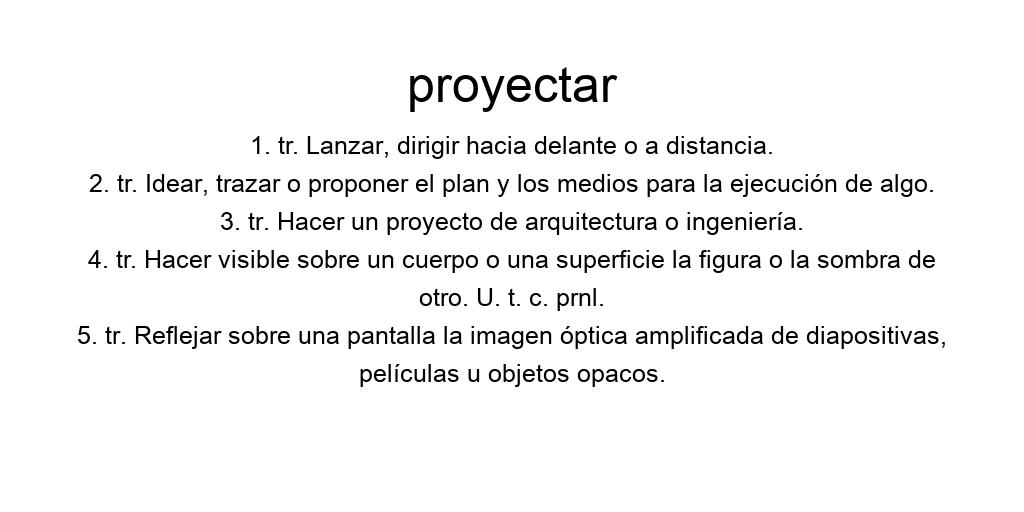 proyectar
1. tr. Lanzar, dirigir hacia delante o a distancia.
2. tr. Idear, trazar o proponer el plan y los medios para la ejecución de algo.
3. tr. Hacer un proyecto de arquitectura o ingeniería.
4. tr. Hacer visible sobre un cuerpo o una superficie la figura o la sombra de
otro. U. t. c. prnl.
5. tr. Reflejar sobre una pantalla la imagen óptica amplificada de diapositivas,
películas u objetos opacos.